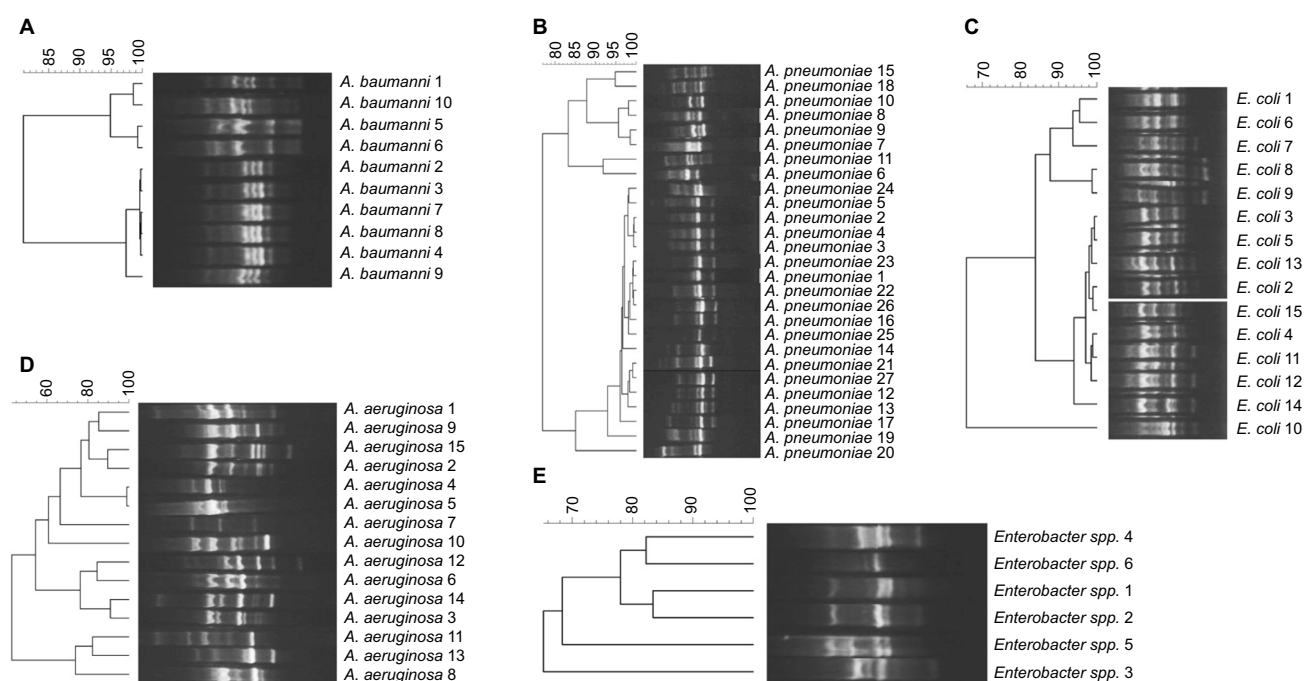 A
85
90
95
100
A. baumanni 1
A. baumanni 10
A. baumanni 5
A. baumanni 6
A. baumanni 2
A. baumanni 3
A. baumanni 7
A. baumanni 8
A. baumanni 4
A. baumanni 9
B
80
85
90
95
100
A. pneumoniae 15
A. pneumoniae 18
A. pneumoniae 10
A. pneumoniae 8
A. pneumoniae 9
A. pneumoniae 7
A. pneumoniae 11
A. pneumoniae 6
A. pneumoniae 24
A. pneumoniae 5
A. pneumoniae 2
A. pneumoniae 4
A. pneumoniae 3
A. pneumoniae 23
A. pneumoniae 1
A. pneumoniae 22
A. pneumoniae 26
A. pneumoniae 16
A. pneumoniae 25
A. pneumoniae 14
A. pneumoniae 21
A. pneumoniae 27
A. pneumoniae 12
A. pneumoniae 13
A. pneumoniae 17
A. pneumoniae 19
A. pneumoniae 20
C
70
80
90
100
E. coli 1
E. coli 6
E. coli 7
E. coli 8
E. coli 9
E. coli 3
E. coli 5
E. coli 13
E. coli 2
E. coli 15
E. coli 4
E. coli 11
E. coli 12
E. coli 14
E. coli 10
D
60
80
100
A. aeruginosa 1
A. aeruginosa 9
A. aeruginosa 15
A. aeruginosa 2
A. aeruginosa 4
A. aeruginosa 5
A. aeruginosa 7
A. aeruginosa 10
A. aeruginosa 12
A. aeruginosa 6
A. aeruginosa 14
A. aeruginosa 3
A. aeruginosa 11
A. aeruginosa 13
A. aeruginosa 8
E
70
80
90
100
Enterobacter spp. 4
Enterobacter spp. 6
Enterobacter spp. 1
Enterobacter spp. 2
Enterobacter spp. 5
Enterobacter spp. 3